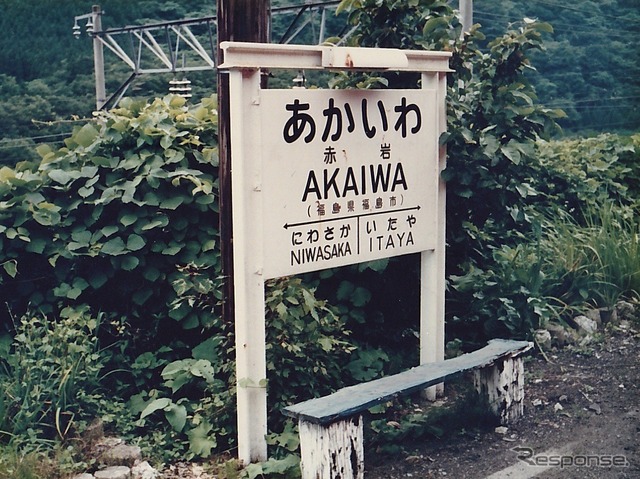 あかいわ
赤岩
AKAIWA
(福島県福島市)
にわさか いたや
NIWASAKA ITAYA
Response.